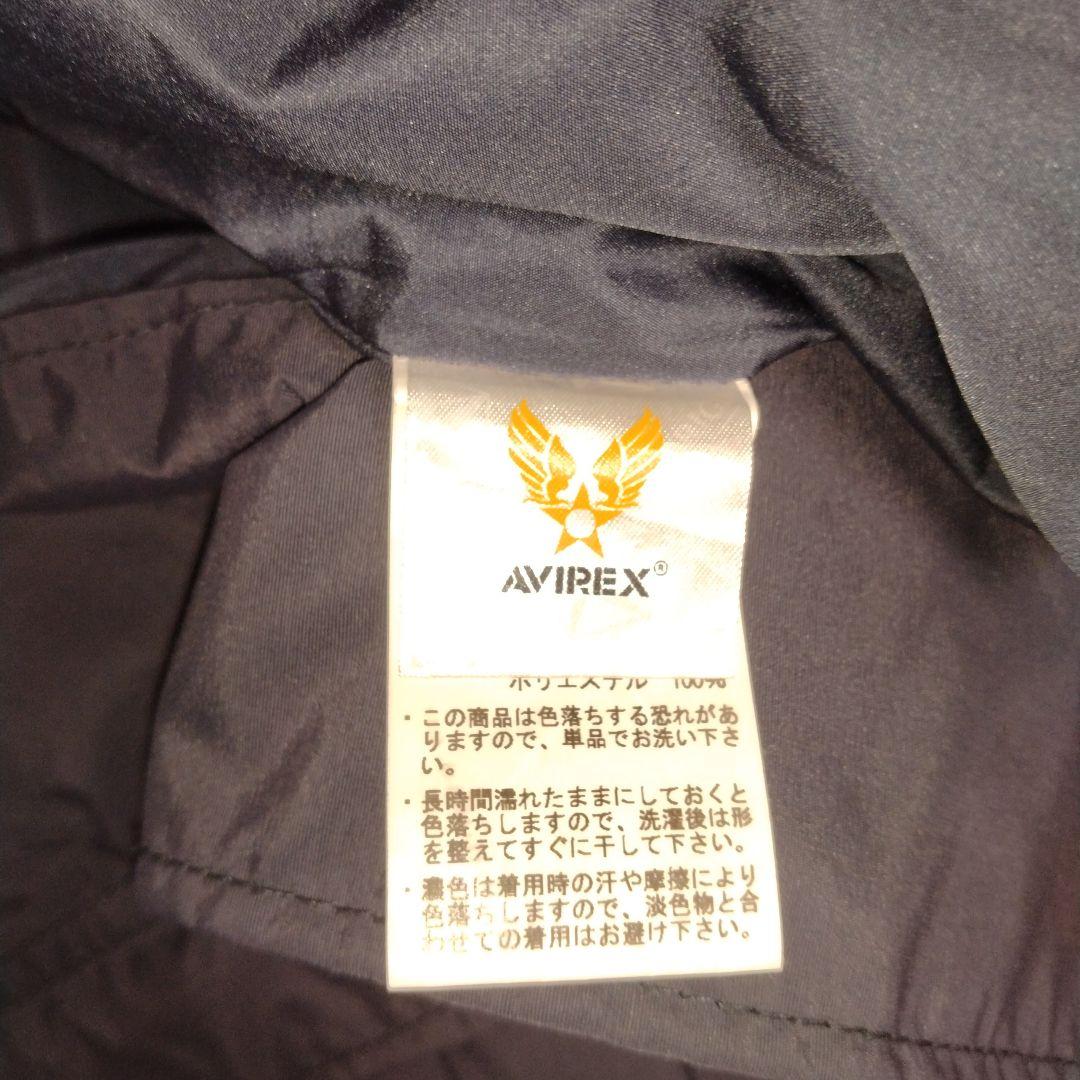 AVIREX®
ポリエステル 100%
・この商品は色落ちする恐れがあ
りますので、単品でお洗い下さ
い。
・長時間濡れたままにしておくと
色落ちしますので、洗濯後は形
を整えてすぐに干して下さい。
・濃色は着用時の汗や摩擦により
色落ちしますので、淡色物と合
わせての着用はお避け下さい。